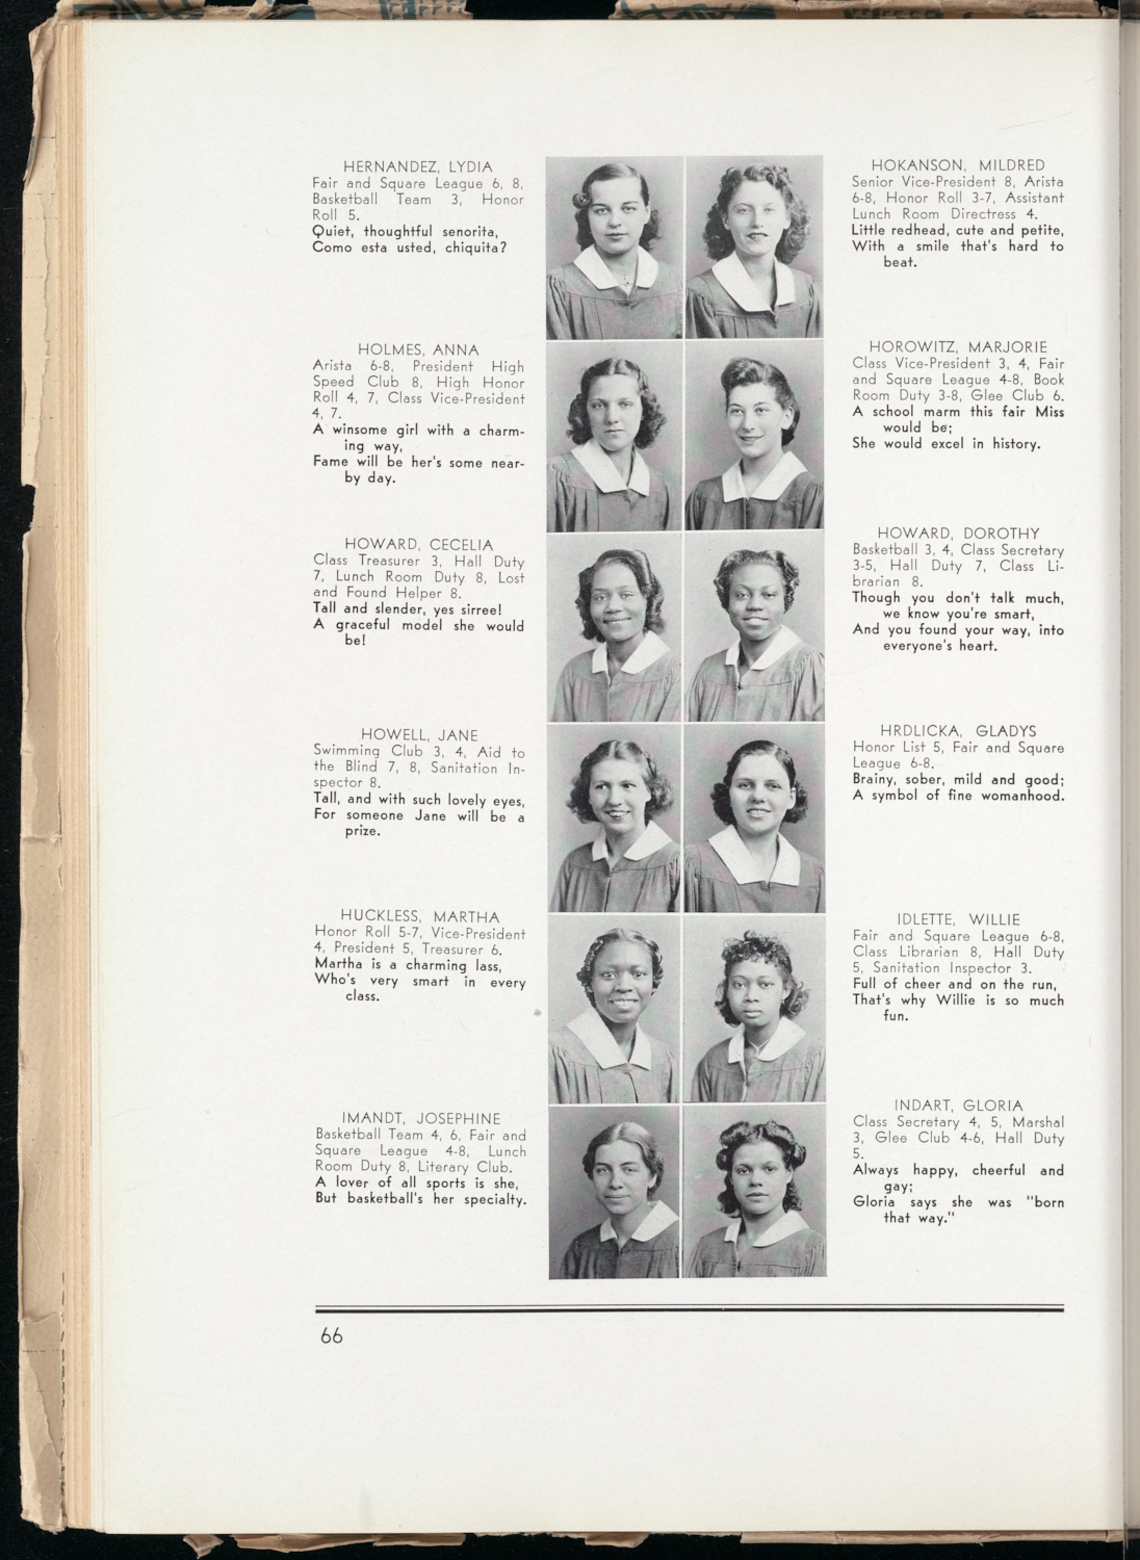 HERNANDEZ, LYDIA
Fair and Square League 6, 8,
Basketball Team 3, Honor
Roll 5.
Quiet, thoughtful senorita,
Como esta usted, chiquita?
HOKANSON, MILDRED
Senior Vice-President 8, Arista
6-8, Honor Roll 3-7, Assistant
Lunch Room Directress 4.
Little redhead, cute and petite,
With a smile that's hard to
beat.
HOLMES, ANNA
Arista 6-8, President High
Speed Club 8, High Honor
Roll 4, 7, Class Vice-President
4, 7.
A winsome girl with a charm-
ing way,
Fame will be her's some near-
by day.
HOROWITZ, MARJORIE
Class Vice-President 3, 4, Fair
and Square League 4-8, Book
Room Duty 3-8, Glee Club 6.
A school marm this fair Miss
would be;
She would excel in history.
HOWARD, CECELIA
Class Treasurer 3, Hall Duty
7, Lunch Room Duty 8, Lost
and Found Helper 8.
Tall and slender, yes sirree!
A graceful model she would
be!
HOWARD, DOROTHY
Basketball 3, 4, Class Secretary
3-5, Hall Duty 7, Class Li-
brarian 8.
Though you don't talk much,
we know you're smart,
And you found your way, into
everyone's heart.
HOWELL, JANE
Swimming Club 3, 4, Aid to
the Blind 7, 8, Sanitation In-
spector 8.
Tall, and with such lovely eyes,
For someone Jane will be a
prize.
HRDLICKA, GLADYS
Honor List 5, Fair and Square
League 6-8.
Brainy, sober, mild and good;
A symbol of fine womanhood.
HUCKLESS, MARTHA
Honor Roll 5-7, Vice-President
4, President 5, Treasurer 6.
Martha is a charming lass,
Who's very smart in every
class.
IDLETTE, WILLIE
Fair and Square League 6-8,
Class Librarian 8, Hall Duty
5, Sanitation Inspector 3.
Full of cheer and on the run,
That's why Willie is so much
fun.
IMANDT, JOSEPHINE
Basketball Team 4, 6, Fair and
Square League 4-8, Lunch
Room Duty 8, Literary Club.
A lover of all sports is she,
But basketball's her specialty.
INDART, GLORIA
Class Secretary 4, 5, Marshal
3, Glee Club 4-6, Hall Duty
5.
Always happy, cheerful and
gay;
Gloria says she was "born
that way."
66